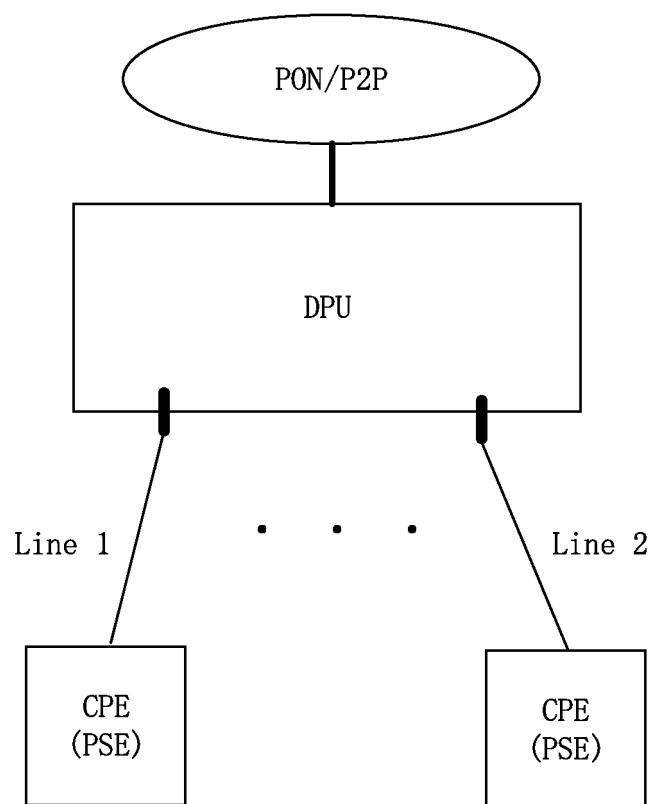 PON/P2P
DPU
Line 1
Line 2
CPE
(PSE)
CPE
(PSE)